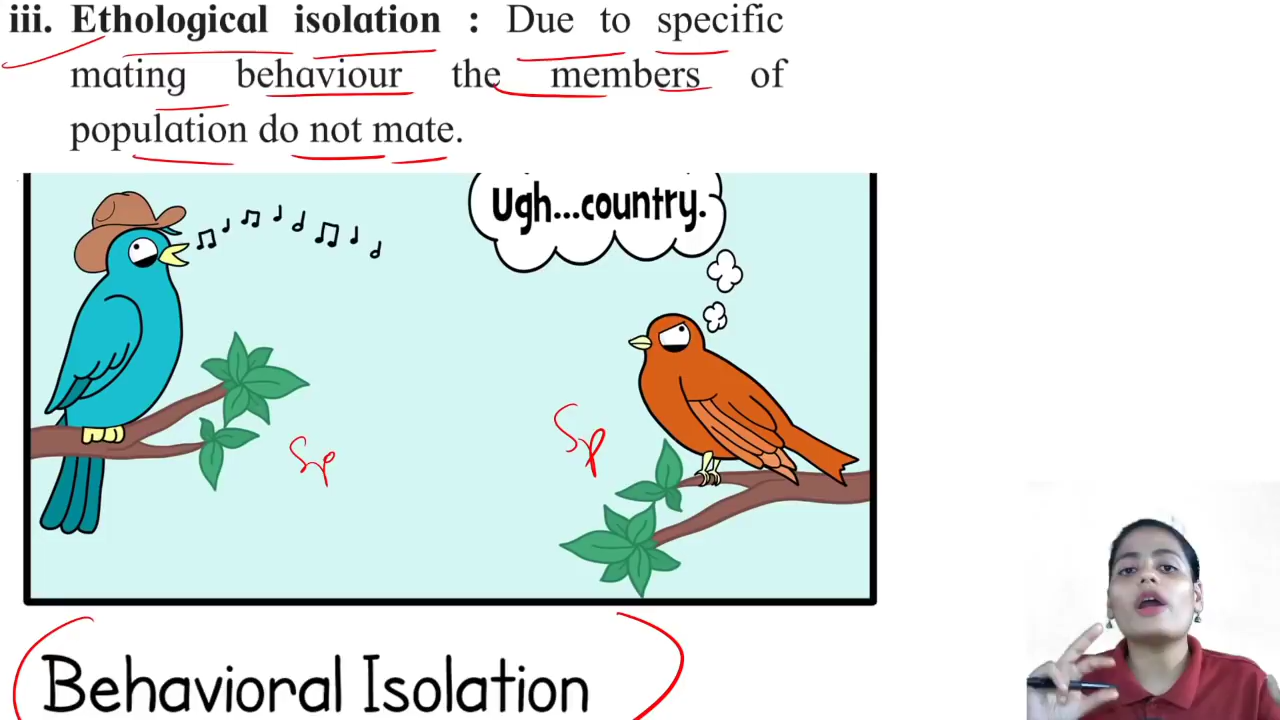 iii. Ethological isolation : Due to specific
mating behaviour the members of
population do not mate.
Ugh...country.
Sp
Sp
Behavioral Isolation